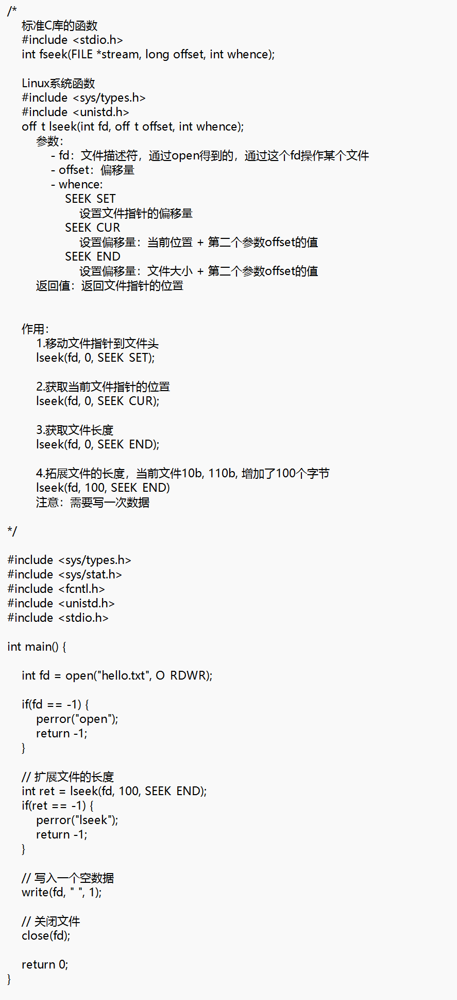 /*
标准C库的函数
#include <stdio.h>
int fseek(FILE *stream, long offset, int whence);
Linux系统函数
#include <sys/types.h>
#include <unistd.h>
off t lseek(int fd, off t offset, int whence);
参数：
- fd：文件描述符，通过open得到的，通过这个fd操作某个文件
- offset：偏移量
- whence:
SEEK SET
设置文件指针的偏移量
SEEK CUR
设置偏移量：当前位置 + 第二个参数offset的值
SEEK END
设置偏移量：文件大小 + 第二个参数offset的值
返回值：返回文件指针的位置
作用：
1.移动文件指针到文件头
lseek(fd, 0, SEEK SET);
2.获取当前文件指针的位置
lseek(fd, 0, SEEK CUR);
3.获取文件长度
lseek(fd, 0, SEEK END);
4.拓展文件的长度，当前文件10b, 110b, 增加了100个字节
lseek(fd, 100, SEEK END)
注意：需要写一次数据
*/
#include <sys/types.h>
#include <sys/stat.h>
#include <fcntl.h>
#include <unistd.h>
#include <stdio.h>
int main() {
int fd = open("hello.txt", O RDWR);
if(fd == -1) {
perror("open");
return -1;
}
// 扩展文件的长度
int ret = lseek(fd, 100, SEEK END);
if(ret == -1) {
perror("lseek");
return -1;
}
// 写入一个空数据
write(fd, " ", 1);
// 关闭文件
close(fd);
return 0;
}